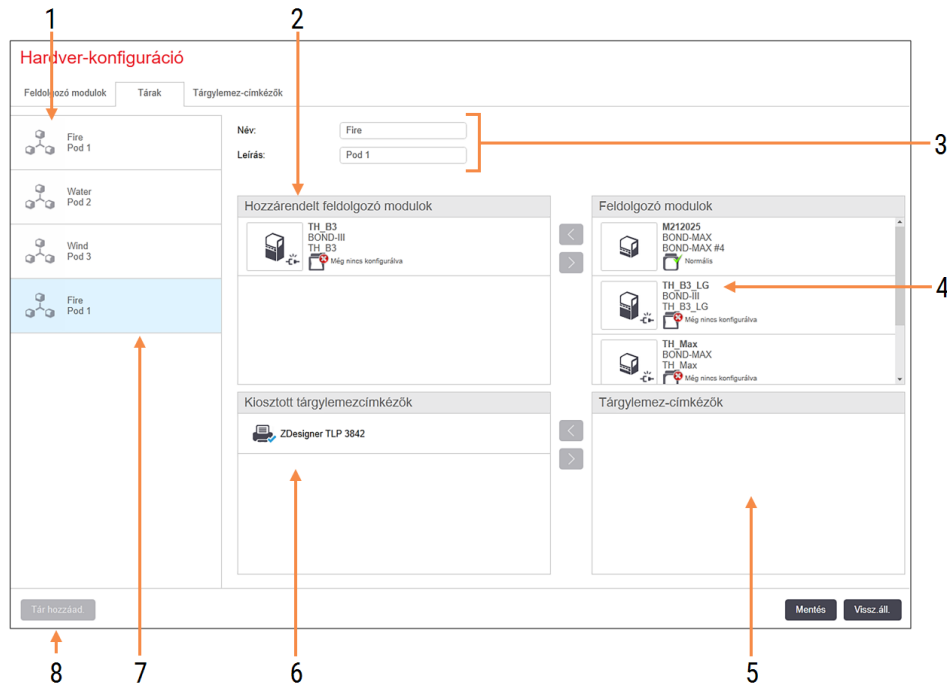 1
2
Hardver-konfiguráció
Feldolgozó modulok
Tárak
Tárgylemez-címkézők
Fire
Pod 1
Water
Pod 2
Wind
Pod 3
Fire
Pod 1
Név:
Fire
Leírás:
Pod 1
3
Hozzárendelt feldolgozó modulok
TH_B3
BOND-III
TH_B3
Még nincs konfigurálva
<
>
Feldolgozó modulok
M212025
BOND-MAX
BOND-MAX #4
Normális
TH_B3_LG
BOND-III
TH_B3_LG
Még nincs konfigurálva
TH_Max
BOND-MAX
TH_Max
Még nincs konfigurálva
4
Kiosztott tárgylemezcímkézők
ZDesigner TLP 3842
<
>
Tárgylemez-címkézők
Tár hozzáad.
Mentés
Vissz.áll.
8
7
6
5